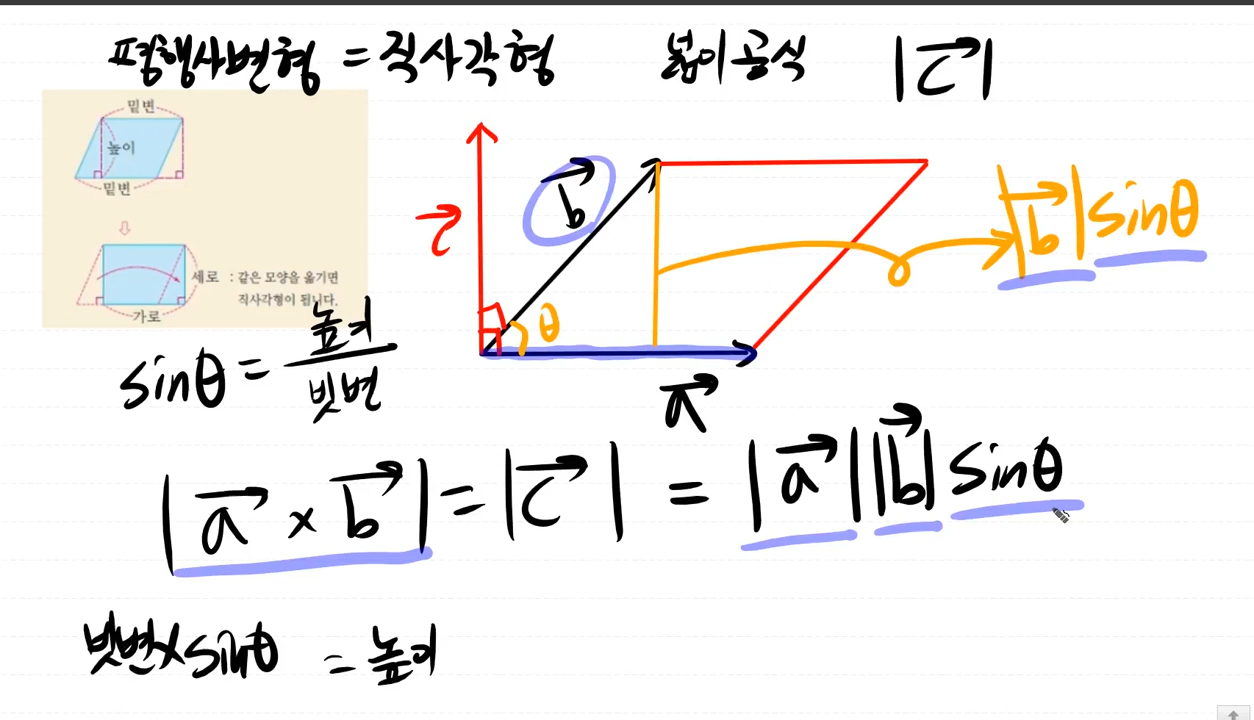 평행사변형 = 직사각형 넓이공식 |c⃗|
밑변
높이
밑변
세로 : 같은 모양을 옮기면
직사각형이 됩니다.
가로
c⃗
b⃗
θ
a⃗
|b⃗| sinθ
sinθ = 높이/빗변
|a⃗ × b⃗| = |c⃗| = |a⃗||b⃗| sinθ
빗변 × sinθ = 높이